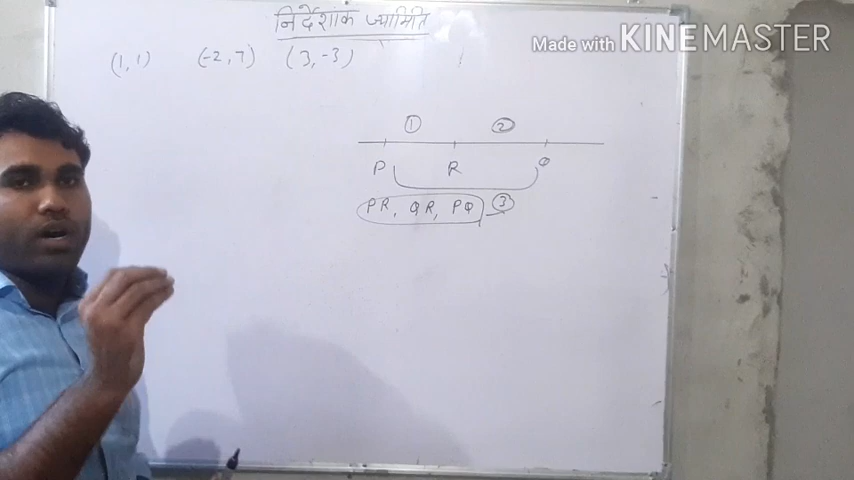 निर्देशांक ज्यामिति
Made with KINEMASTER
(1, 1) (-2, 7) (3, -3)
1 2
P R Q
PR, QR, PQ 3